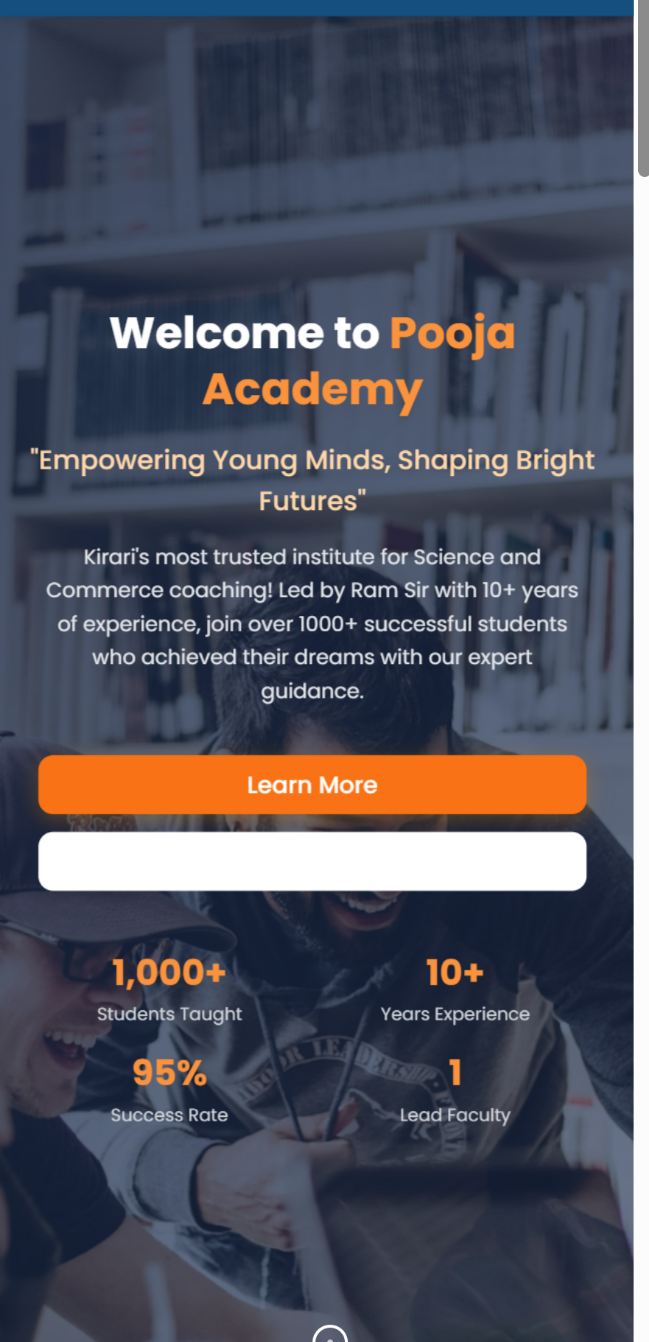 Welcome to Pooja
Academy
"Empowering Young Minds, Shaping Bright
Futures"
Kirari's most trusted institute for Science and
Commerce coaching! Led by Ram Sir with 10+ years
of experience, join over 1000+ successful students
who achieved their dreams with our expert
guidance.
Learn More
1,000+
10+
Students Taught
Years Experience
95%
1
Success Rate
Lead Faculty